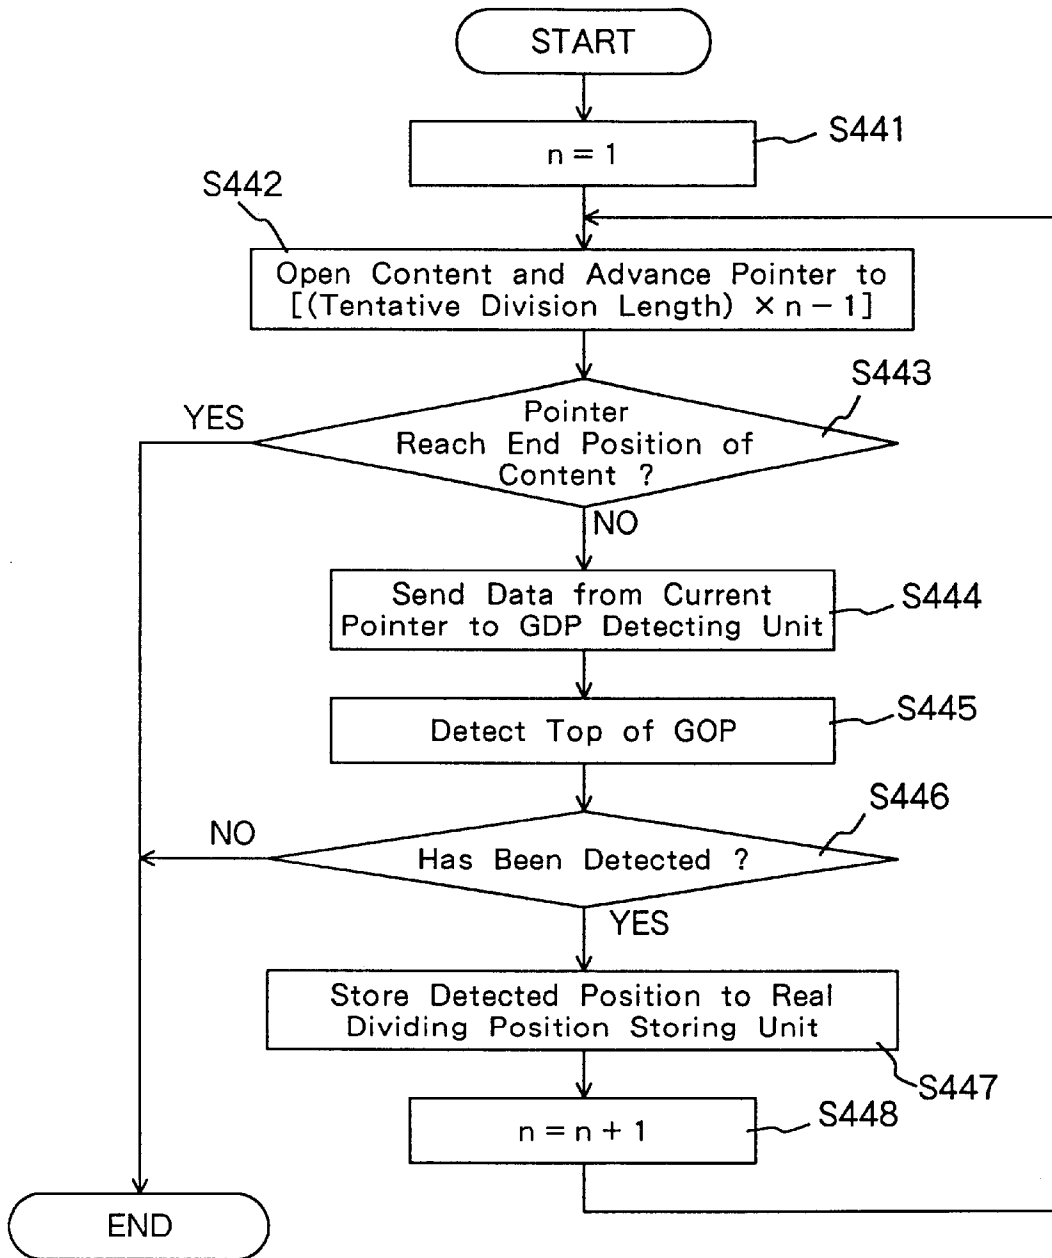 START
S441
n = 1
S442
Open Content and Advance Pointer to
[(Tentative Division Length) × n − 1]
S443
YES
Pointer
Reach End Position of
Content ?
NO
Send Data from Current
Pointer to GDP Detecting Unit
S444
Detect Top of GOP
S445
S446
NO
Has Been Detected ?
YES
Store Detected Position to Real
Dividing Position Storing Unit
S447
n = n + 1
S448
END